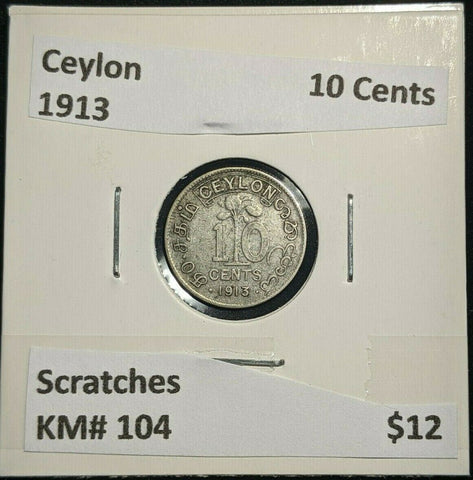 Ceylon 10 Cents
1913
CEYLON
10
CENTS
· 1913 ·
Scratches
KM# 104 $12